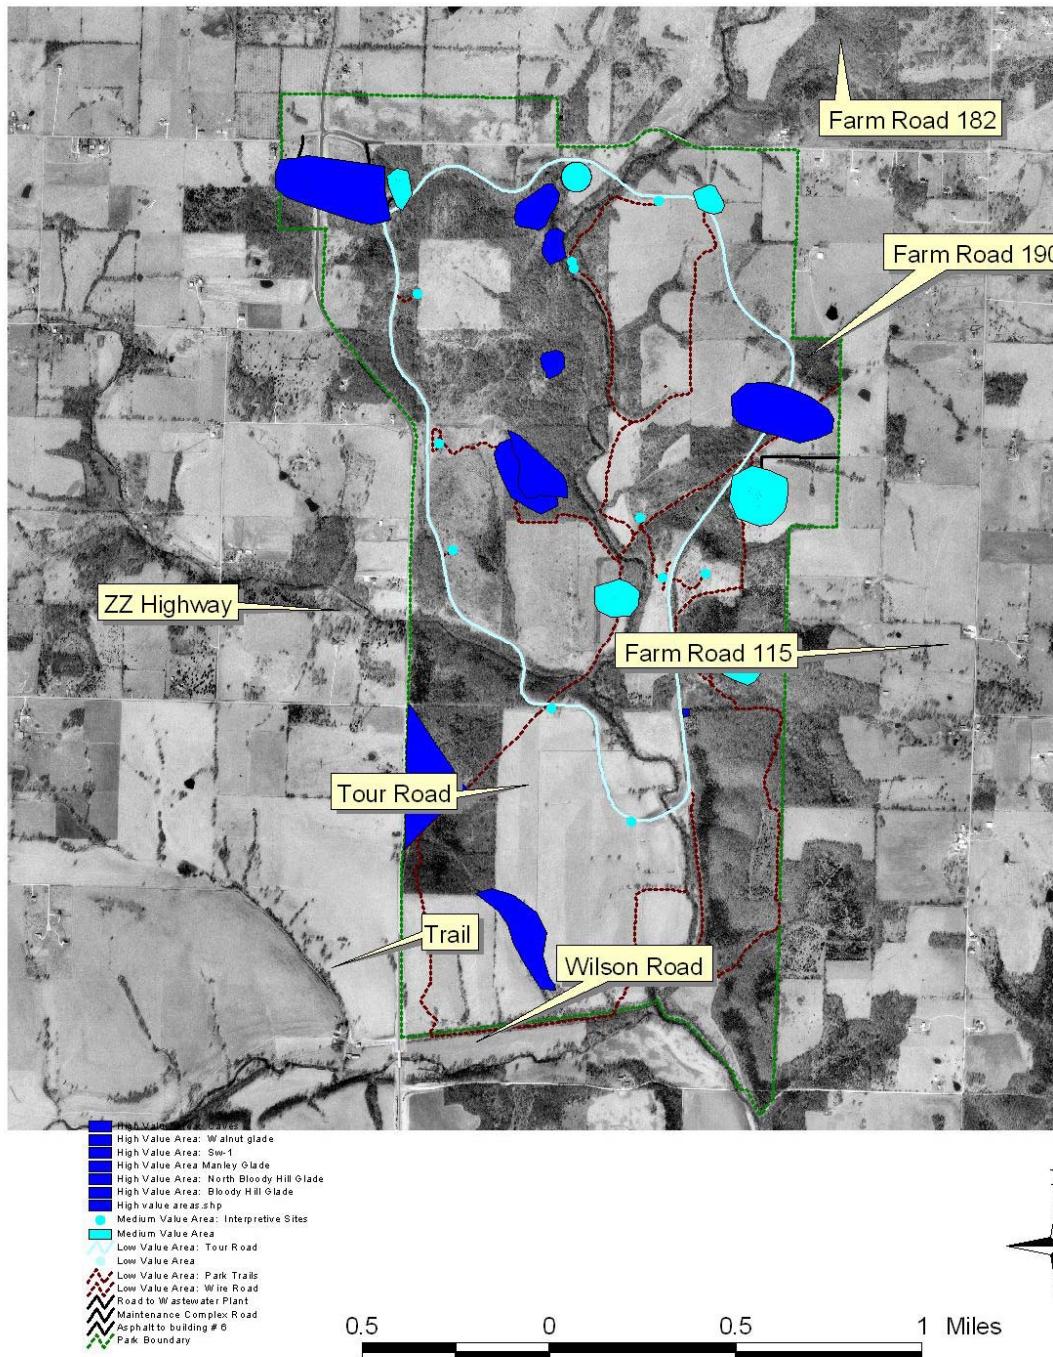 Farm Road 182
Farm Road 190
ZZ Highway
Farm Road 115
Tour Road
Trail
Wilson Road
High Value Area: Caves
High Value Area: Walnut glade
High Value Area: Sw-1
High Value Area Manley Glade
High Value Area: North Bloody Hill Glade
High Value Area: Bloody Hill Glade
High value areas.shp
Medium Value Area: Interpretive Sites
Medium Value Area
Low Value Area: Tour Road
Low Value Area
Low Value Area: Park Trails
Low Value Area: Wire Road
Road to Wastewater Plant
Maintenance Complex Road
Asphalt to building # 6
Park Boundary
0.5 0 0.5 1 Miles